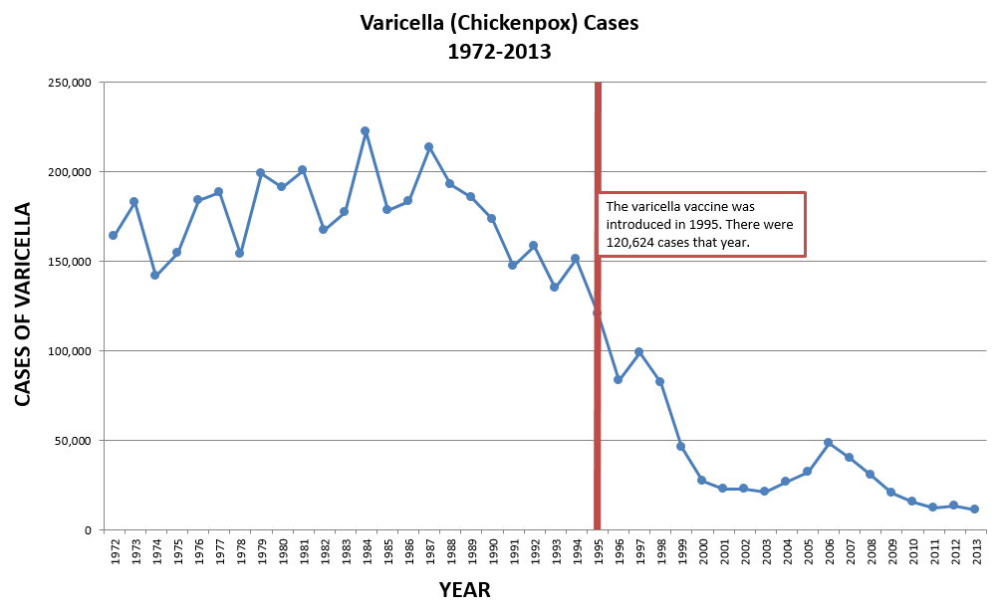 Varicella (Chickenpox) Cases
1972-2013
CASES OF VARICELLA
250,000
200,000
150,000
100,000
50,000
0
The varicella vaccine was
introduced in 1995. There were
120,624 cases that year.
1972 1973 1974 1975 1976 1977 1978 1979 1980 1981 1982 1983 1984 1985 1986 1987 1988 1989 1990 1991 1992 1993 1994 1995 1996 1997 1998 1999 2000 2001 2002 2003 2004 2005 2006 2007 2008 2009 2010 2011 2012 2013
YEAR